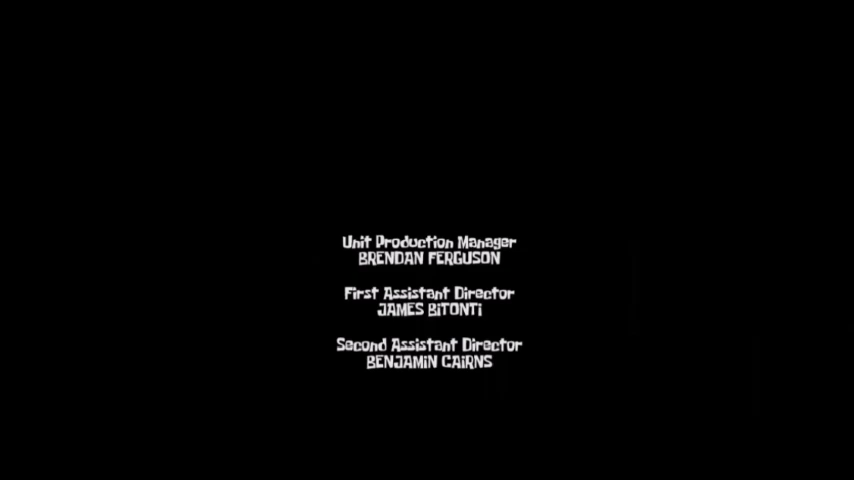 Unit Production Manager
BRENDAN FERGUSON
First Assistant Director
JAMES BITONTI
Second Assistant Director
BENJAMIN CAIRNS